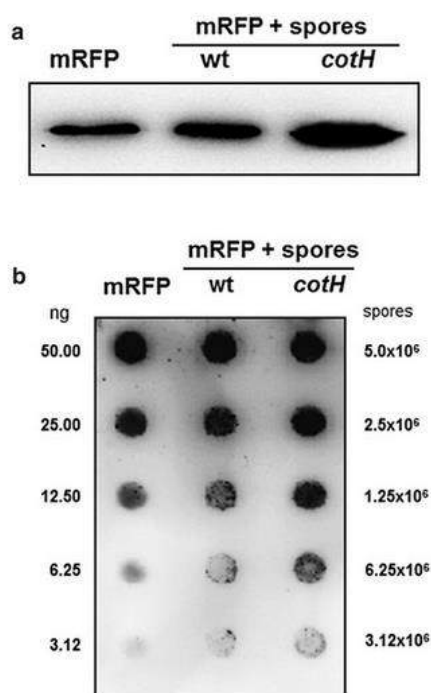 a
mRFP + spores
mRFP wt cotH
b
mRFP + spores
mRFP wt cotH
ng spores
50.00 5.0x10⁶
25.00 2.5x10⁶
12.50 1.25x10⁶
6.25 6.25x10⁶
3.12 3.12x10⁶